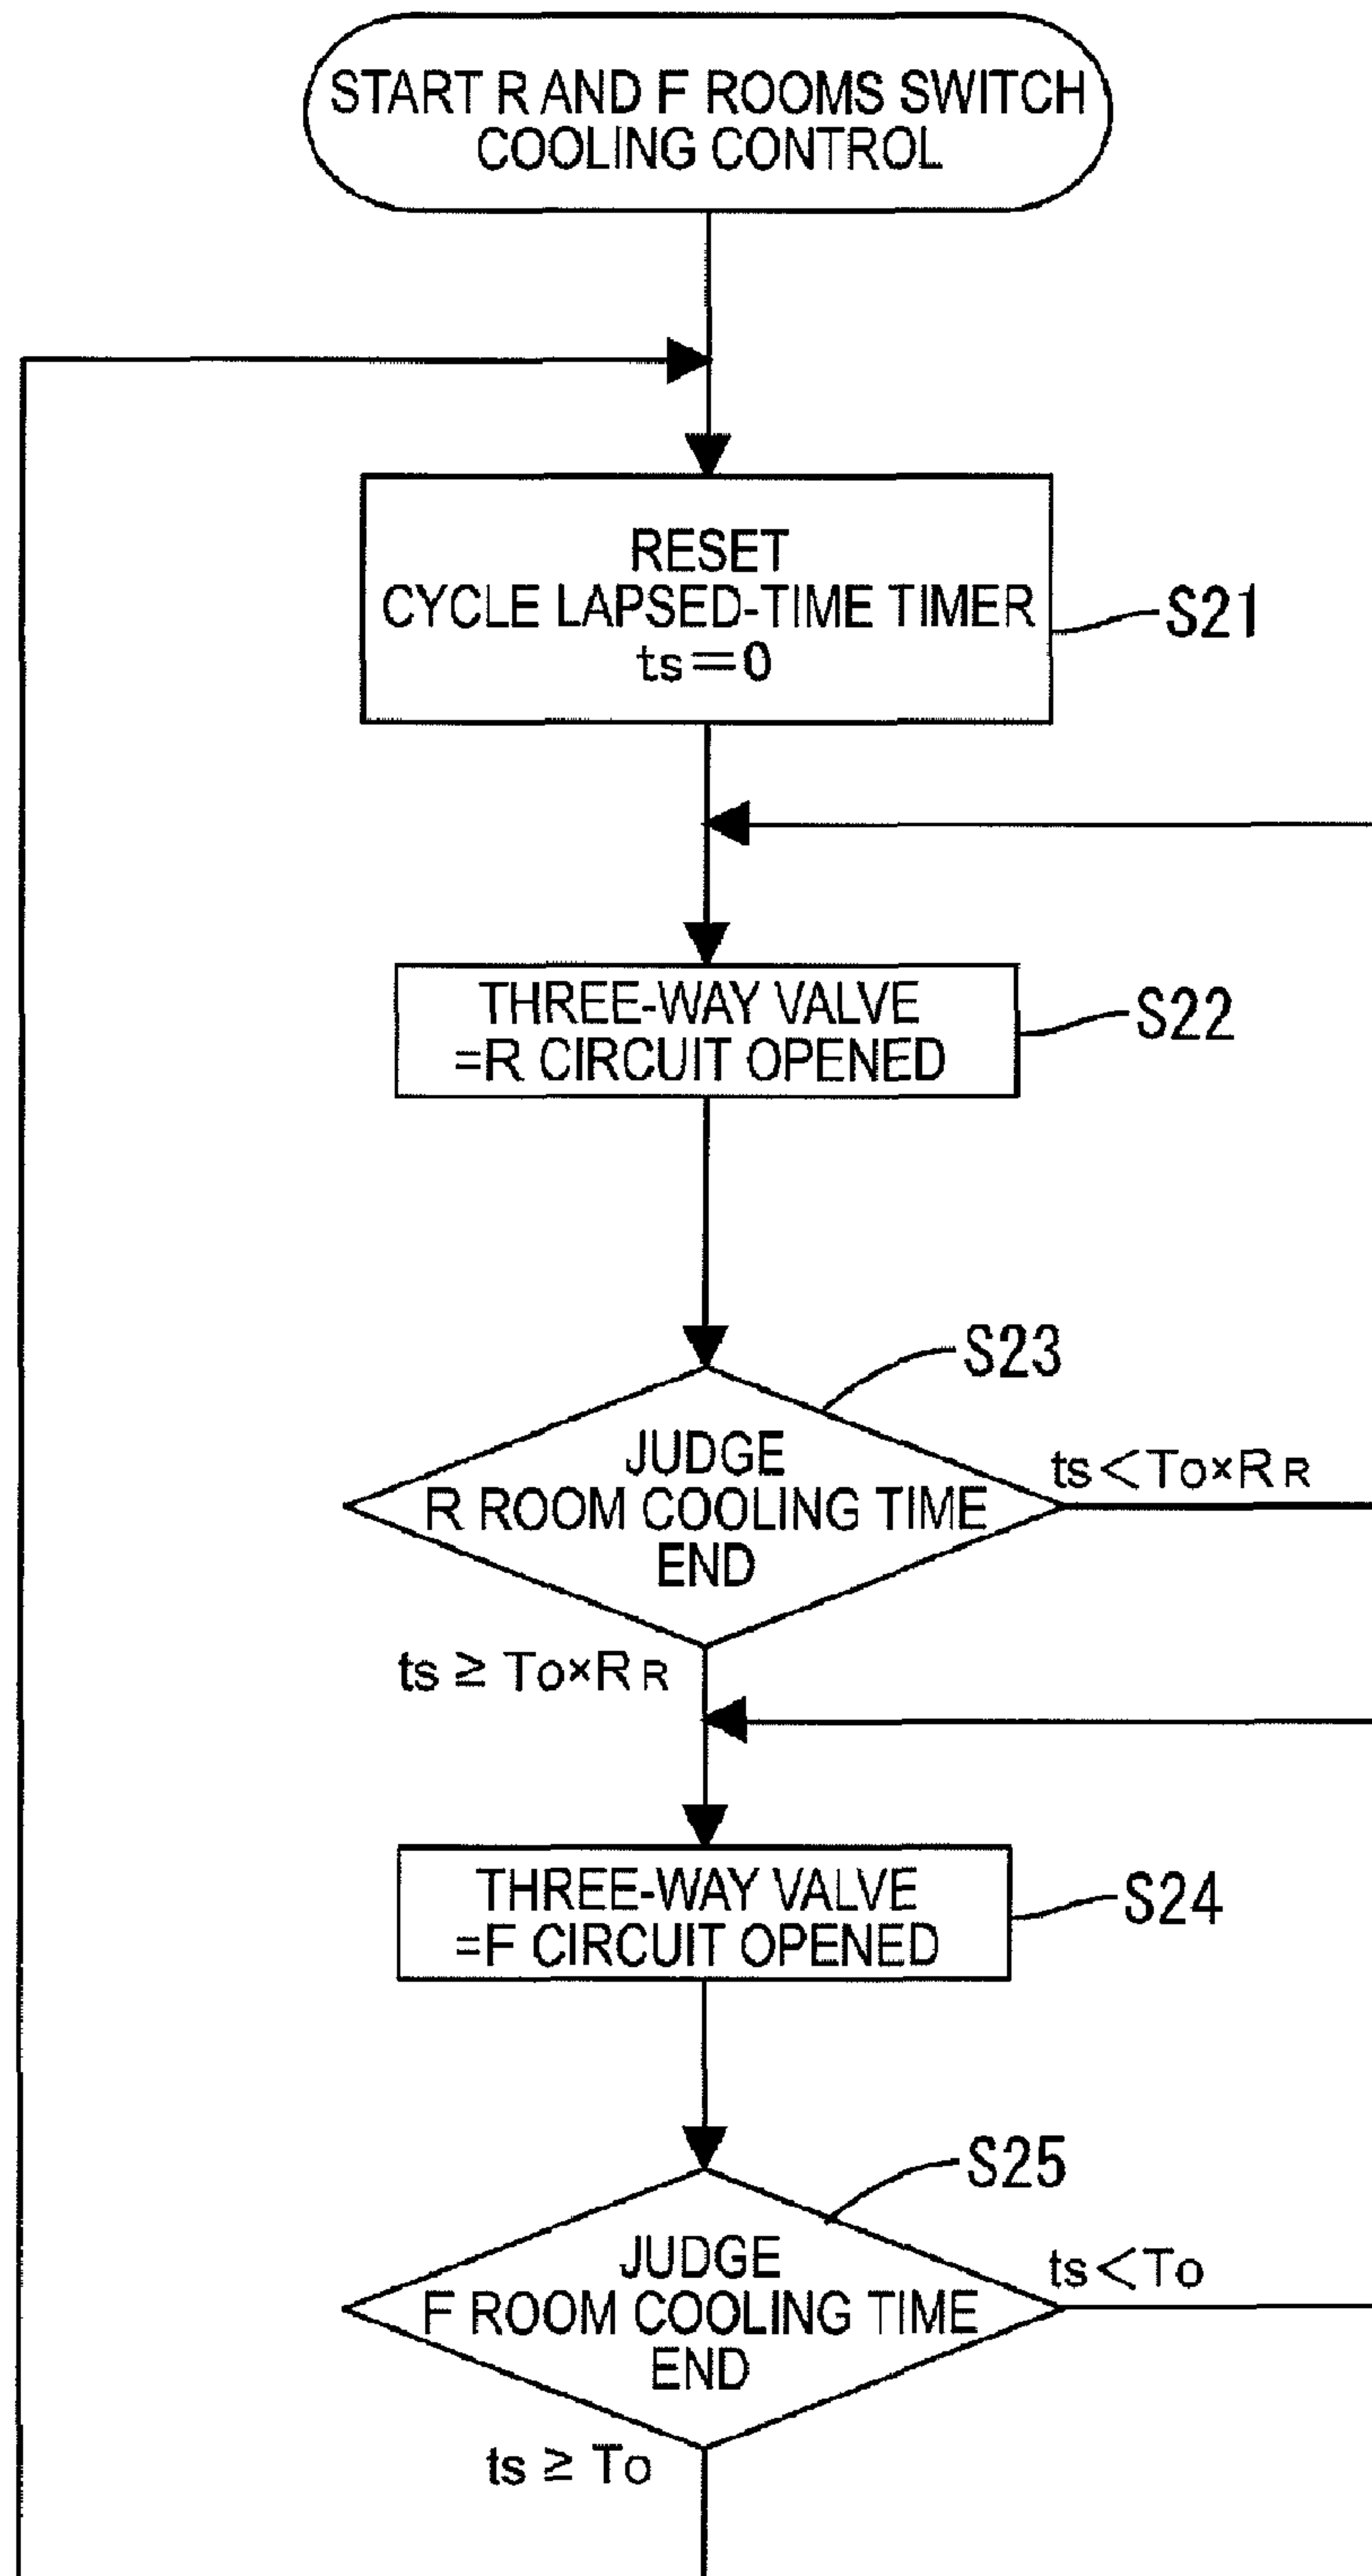 START R AND F ROOMS SWITCH
COOLING CONTROL
RESET
CYCLE LAPSED-TIME TIMER
ts=0
S21
THREE-WAY VALVE
=R CIRCUIT OPENED
S22
S23
JUDGE
R ROOM COOLING TIME
END
ts<To×RR
ts ≥ To×RR
THREE-WAY VALVE
=F CIRCUIT OPENED
S24
S25
JUDGE
F ROOM COOLING TIME
END
ts<To
ts ≥ To